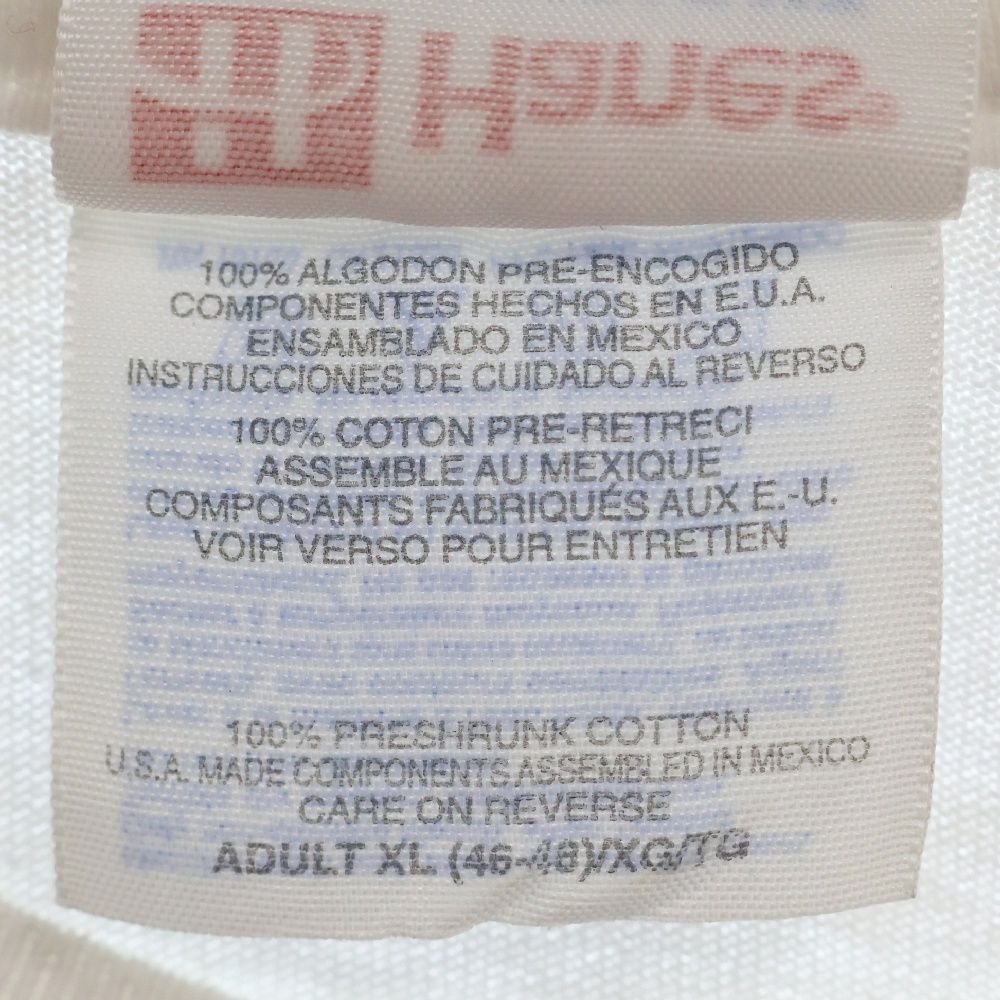 Hanes®
100% ALGODON PRE-ENCOGIDO
COMPONENTES HECHOS EN E.U.A.
ENSAMBLADO EN MEXICO
INSTRUCCIONES DE CUIDADO AL REVERSO
100% COTON PRE-RETRECI
ASSEMBLE AU MEXIQUE
COMPOSANTS FABRIQUÉS AUX E.-U.
VOIR VERSO POUR ENTRETIEN
100% PRESHRUNK COTTON
U.S.A. MADE COMPONENTS ASSEMBLED IN MEXICO
CARE ON REVERSE
ADULT XL (46-48)/XG/TG